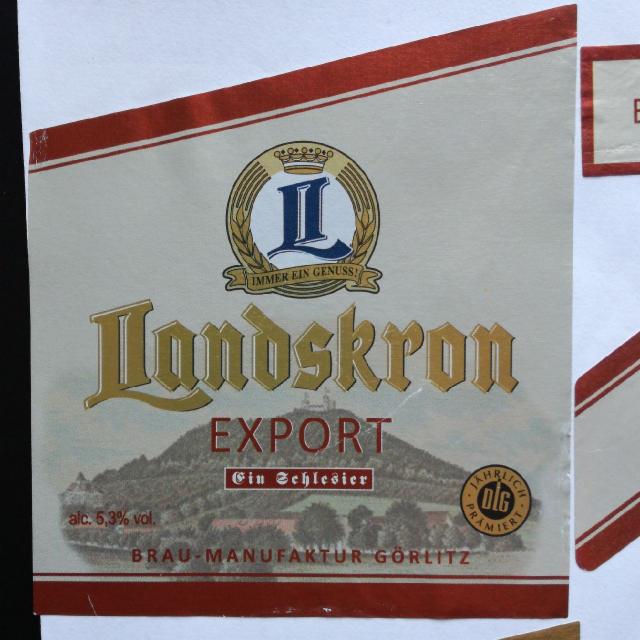 L
IMMER EIN GENUSS!
Landskron
EXPORT
Ein Schlesier
JÄHRLICH
DLG
PRÄMIERT
alc. 5,3% vol.
BRAU-MANUFAKTUR GÖRLITZ